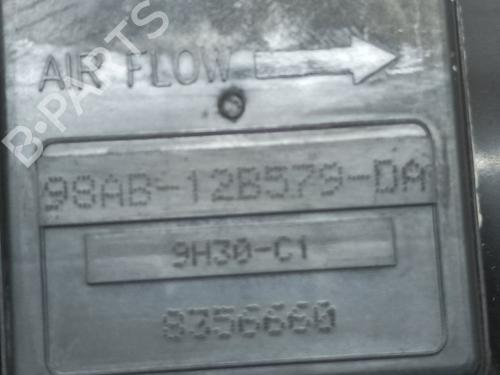 AIR FLOW
98AB-12B579-DA
9H30-C1
8356660
B-PARTS